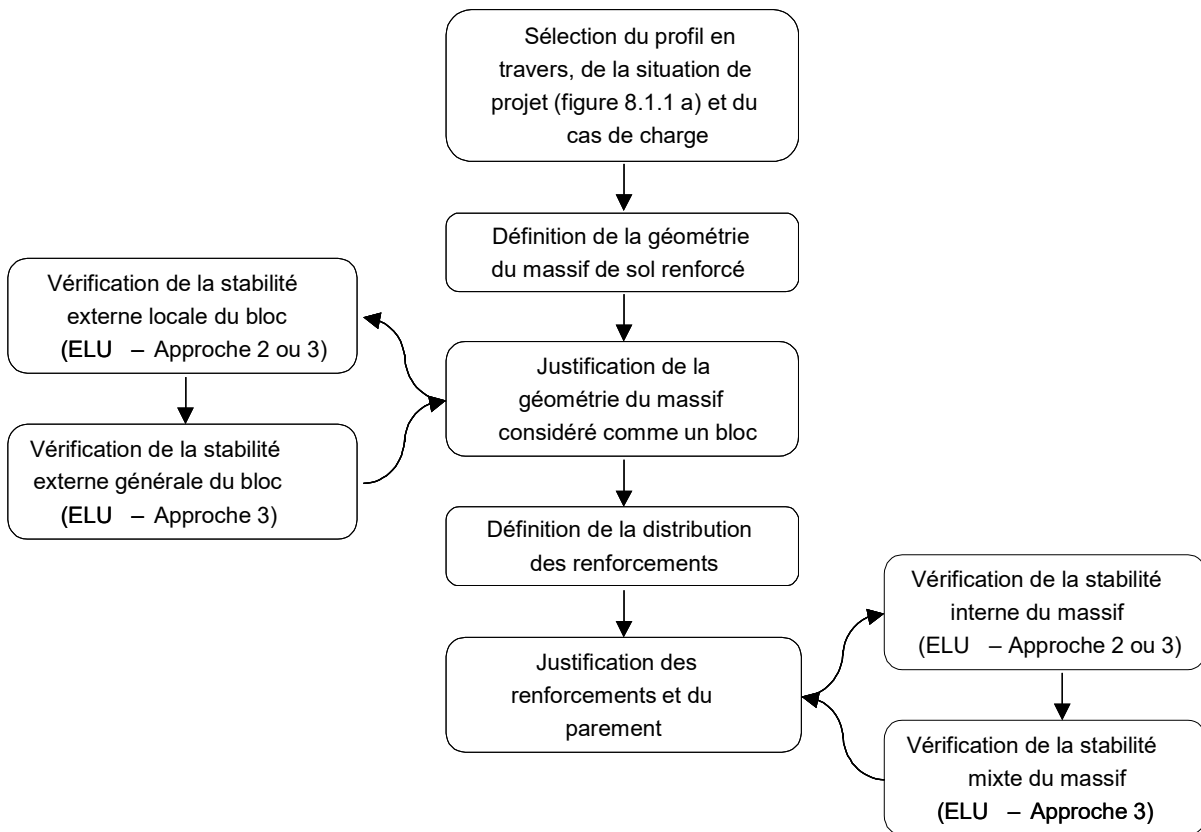 Sélection du profil en
travers, de la situation de
projet (figure 8.1.1 a) et du
cas de charge
Définition de la géométrie
du massif de sol renforcé
Vérification de la stabilité
externe locale du bloc
(ELU – Approche 2 ou 3)
Justification de la
géométrie du massif
considéré comme un bloc
Vérification de la stabilité
externe générale du bloc
(ELU – Approche 3)
Définition de la distribution
des renforcements
Vérification de la stabilité
interne du massif
(ELU – Approche 2 ou 3)
Justification des
renforcements et du
parement
Vérification de la stabilité
mixte du massif
(ELU – Approche 3)